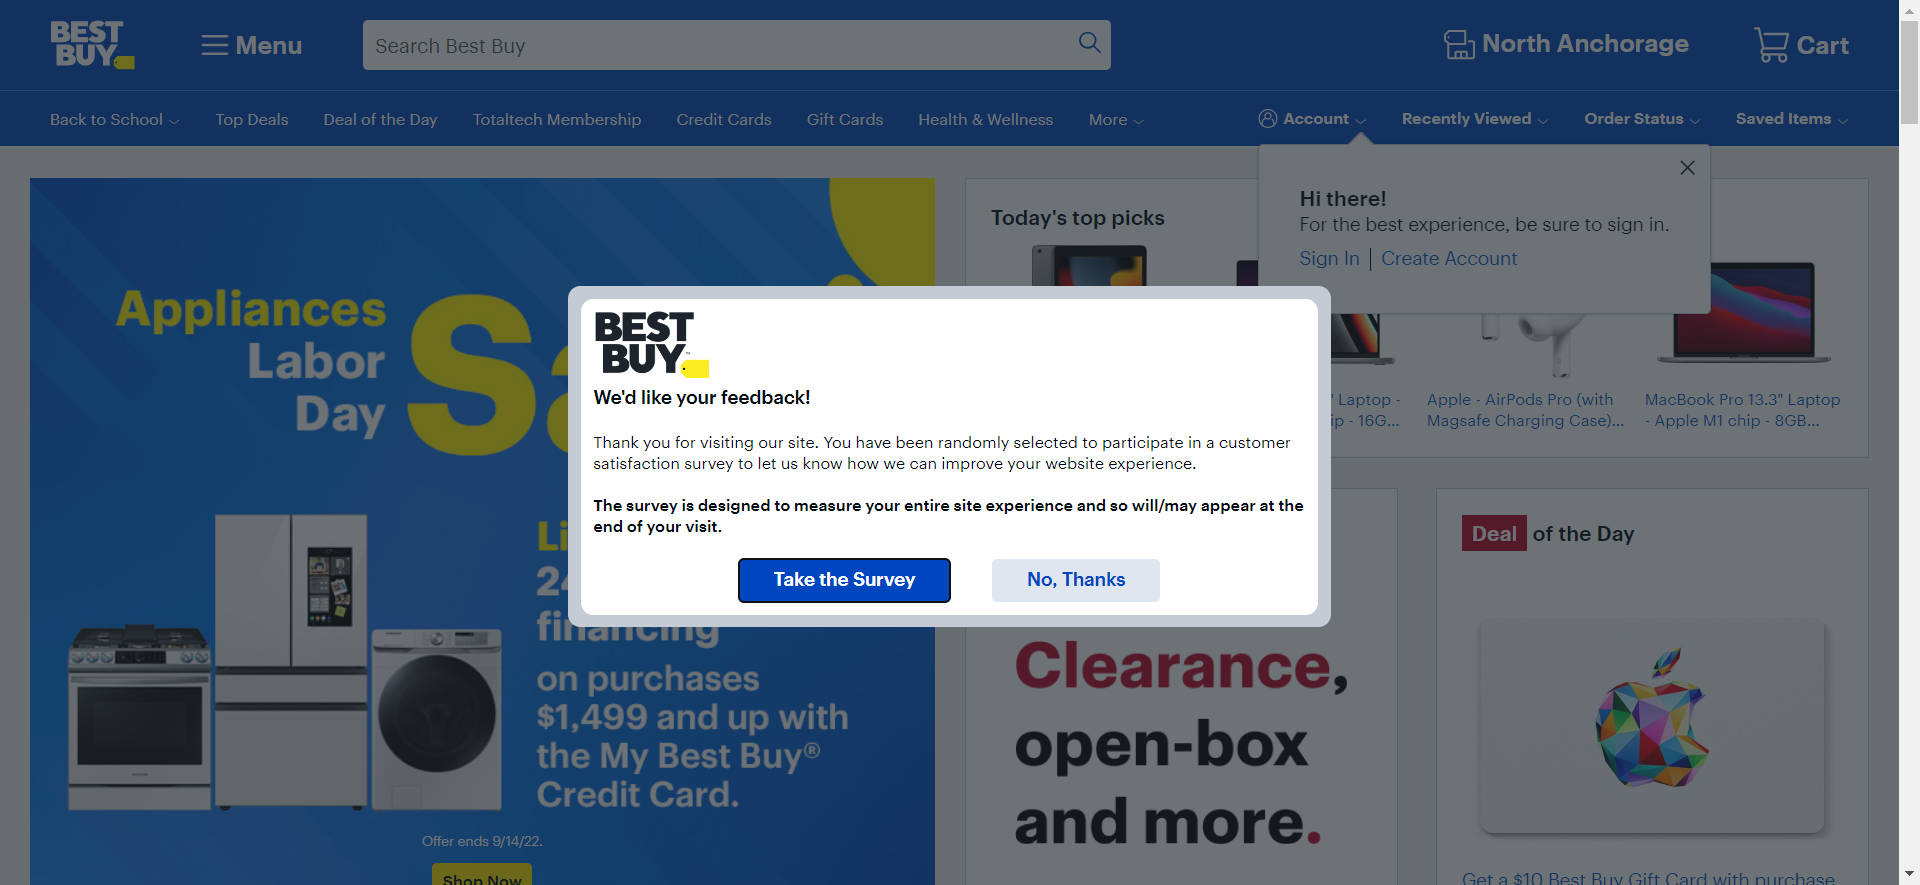 BEST
BUY
Menu
Search Best Buy
North Anchorage
Cart
Back to School
Top Deals
Deal of the Day
Totaltech Membership
Credit Cards
Gift Cards
Health & Wellness
More
Account
Recently Viewed
Order Status
Saved Items
Hi there!
For the best experience, be sure to sign in.
Sign In
Create Account
Today's top picks
Laptop -
ip - 16G...
Apple - AirPods Pro (with
Magsafe Charging Case)...
MacBook Pro 13.3" Laptop
- Apple M1 chip - 8GB...
Appliances
Labor
Day
Sa
BEST
BUY™
We'd like your feedback!
Thank you for visiting our site. You have been randomly selected to participate in a customer
satisfaction survey to let us know how we can improve your website experience.
The survey is designed to measure your entire site experience and so will/may appear at the
end of your visit.
Take the Survey
No, Thanks
Li
24
financing
on purchases
$1,499 and up with
the My Best Buy®
Credit Card.
Offer ends 9/14/22.
Shop Now
Clearance,
open-box
and more.
Deal of the Day
Get a $10 Best Buy Gift Card with purchase